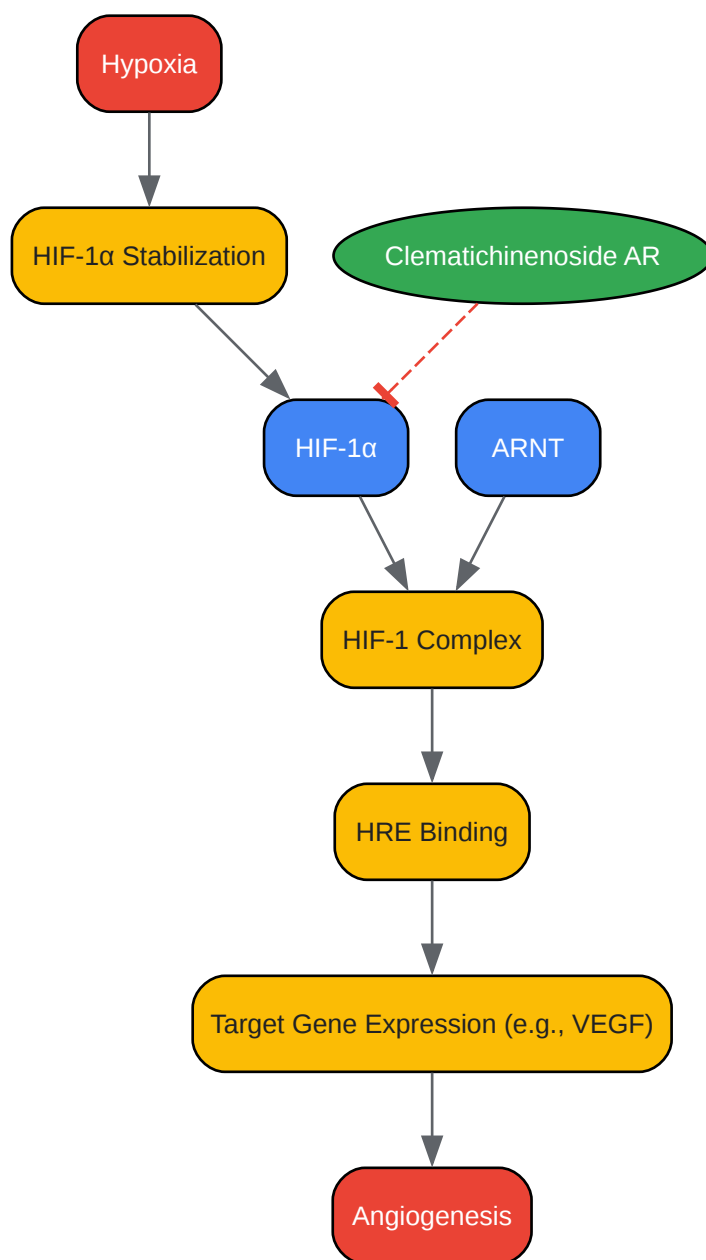 Hypoxia
HIF-1α Stabilization
Clematichinenoside AR
HIF-1α
ARNT
HIF-1 Complex
HRE Binding
Target Gene Expression (e.g., VEGF)
Angiogenesis